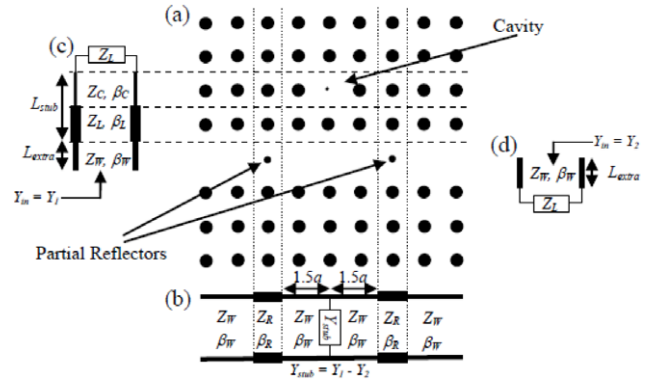 (a)
Cavity
(c)
Z_L
L_stub
Z_C, β_C
Z_L, β_L
L_extra
Z_W, β_W
Y_in = Y_1
Partial Reflectors
(d)
Y_in = Y_2
Z_W, β_W
L_extra
Z_L
1.5a 1.5a
(b)
Z_W Z_R Z_W Y_stub Z_W Z_R Z_W
β_W β_R β_W β_W β_R β_W
Y_stub = Y_1 - Y_2